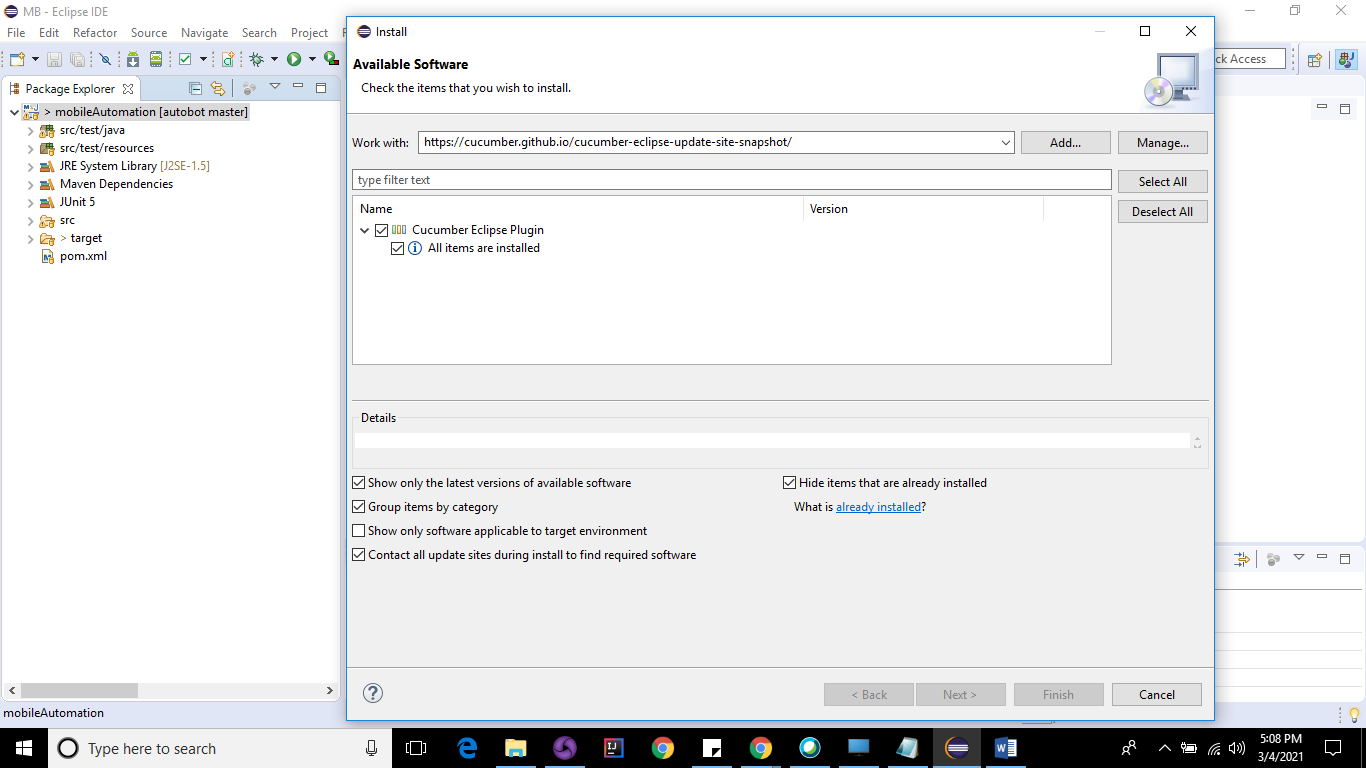 MB - Eclipse IDE
File Edit Refactor Source Navigate Search Project
Package Explorer
> mobileAutomation [autobot master]
src/test/java
src/test/resources
JRE System Library [J2SE-1.5]
Maven Dependencies
JUnit 5
src
> target
pom.xml
mobileAutomation
Install
Available Software
Check the items that you wish to install.
Work with: https://cucumber.github.io/cucumber-eclipse-update-site-snapshot/ Add... Manage...
type filter text Select All
Deselect All
Name Version
Cucumber Eclipse Plugin
All items are installed
Details
Show only the latest versions of available software
Hide items that are already installed
Group items by category
What is already installed?
Show only software applicable to target environment
Contact all update sites during install to find required software
< Back Next > Finish Cancel
ck Access
Type here to search
5:08 PM
3/4/2021